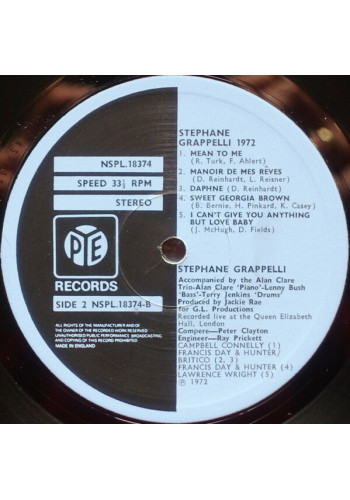 NSPL.18374
SPEED 33⅓ RPM
STEREO
PYE
RECORDS
SIDE 2 NSPL.18374-B
ALL RIGHTS OF THE MANUFACTURER AND
OF THE OWNER OF THE RECORDED WORK RESERVED
UNAUTHORISED PUBLIC PERFORMANCE BROADCASTING
AND COPYING OF THIS RECORD PROHIBITED
MADE IN ENGLAND
STEPHANE
GRAPPELLI 1972
1. MEAN TO ME
(R. Turk, F. Ahlert)
2. MANOIR DE MES RÊVES
(D. Reinhardt, L. Reisner)
3. DAPHNE (D. Reinhardt)
4. SWEET GEORGIA BROWN
(B. Bernie, H. Pinkard, K. Casey)
5. I CAN'T GIVE YOU ANYTHING
BUT LOVE BABY
(J. McHugh, D. Fields)
STEPHANE GRAPPELLI
Accompanied by the Alan Clare
Trio-Alan Clare 'Piano'-Lenny Bush
'Bass'-Terry Jenkins 'Drums'
Produced by Jackie Rae
for G.L. Productions
Recorded live at the Queen Elizabeth
Hall, London
Compere-Peter Clayton
Engineer-Ray Prickett
CAMPBELL CONNELLY (1)
FRANCIS DAY & HUNTER/
BRITICO (2, 3)
FRANCIS DAY & HUNTER (4)
LAWRENCE WRIGHT (5)
℗ 1972